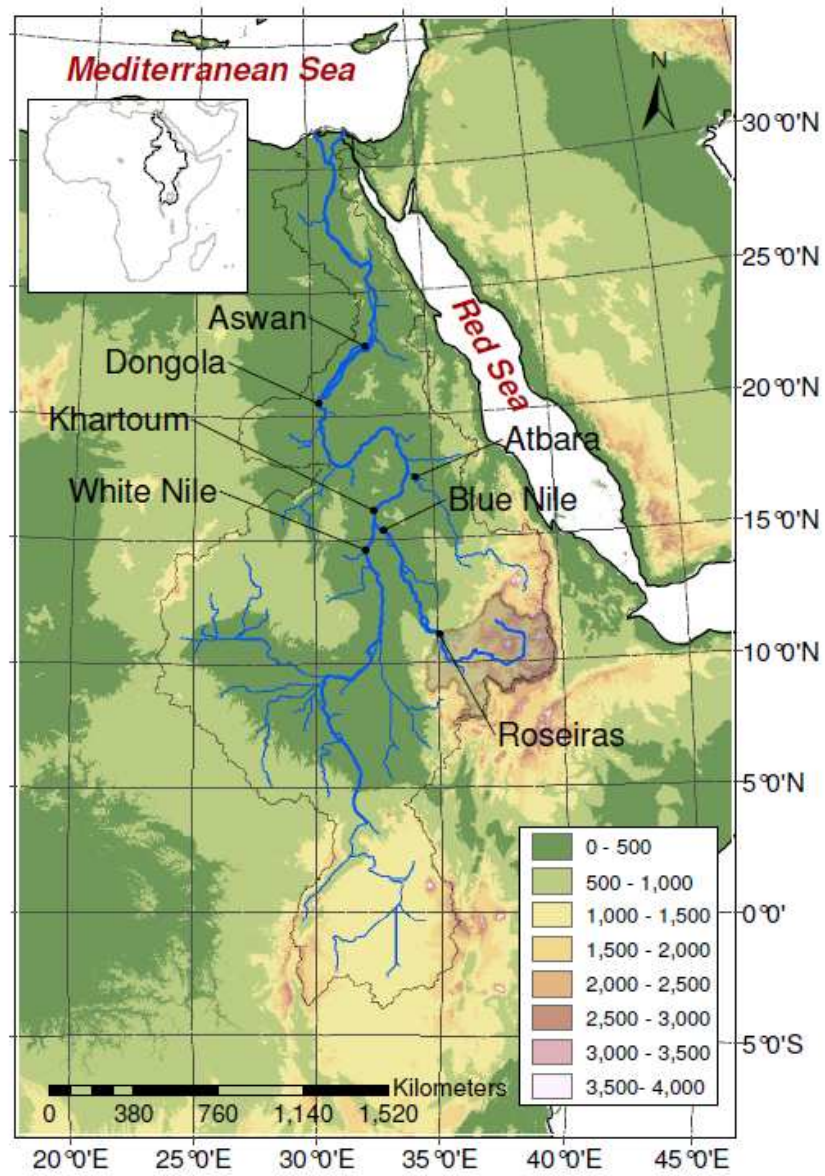 Mediterranean Sea
N
30°0'N
25°0'N
Aswan
Red Sea
Dongola
20°0'N
Khartoum
Atbara
White Nile
Blue Nile
15°0'N
10°0'N
Roseiras
5°0'N
0 - 500
500 - 1,000
1,000 - 1,500
0°0'
1,500 - 2,000
2,000 - 2,500
2,500 - 3,000
5°0'S
3,000 - 3,500
3,500- 4,000
Kilometers
0 380 760 1,140 1,520
20°0'E 25°0'E 30°0'E 35°0'E 40°0'E 45°0'E